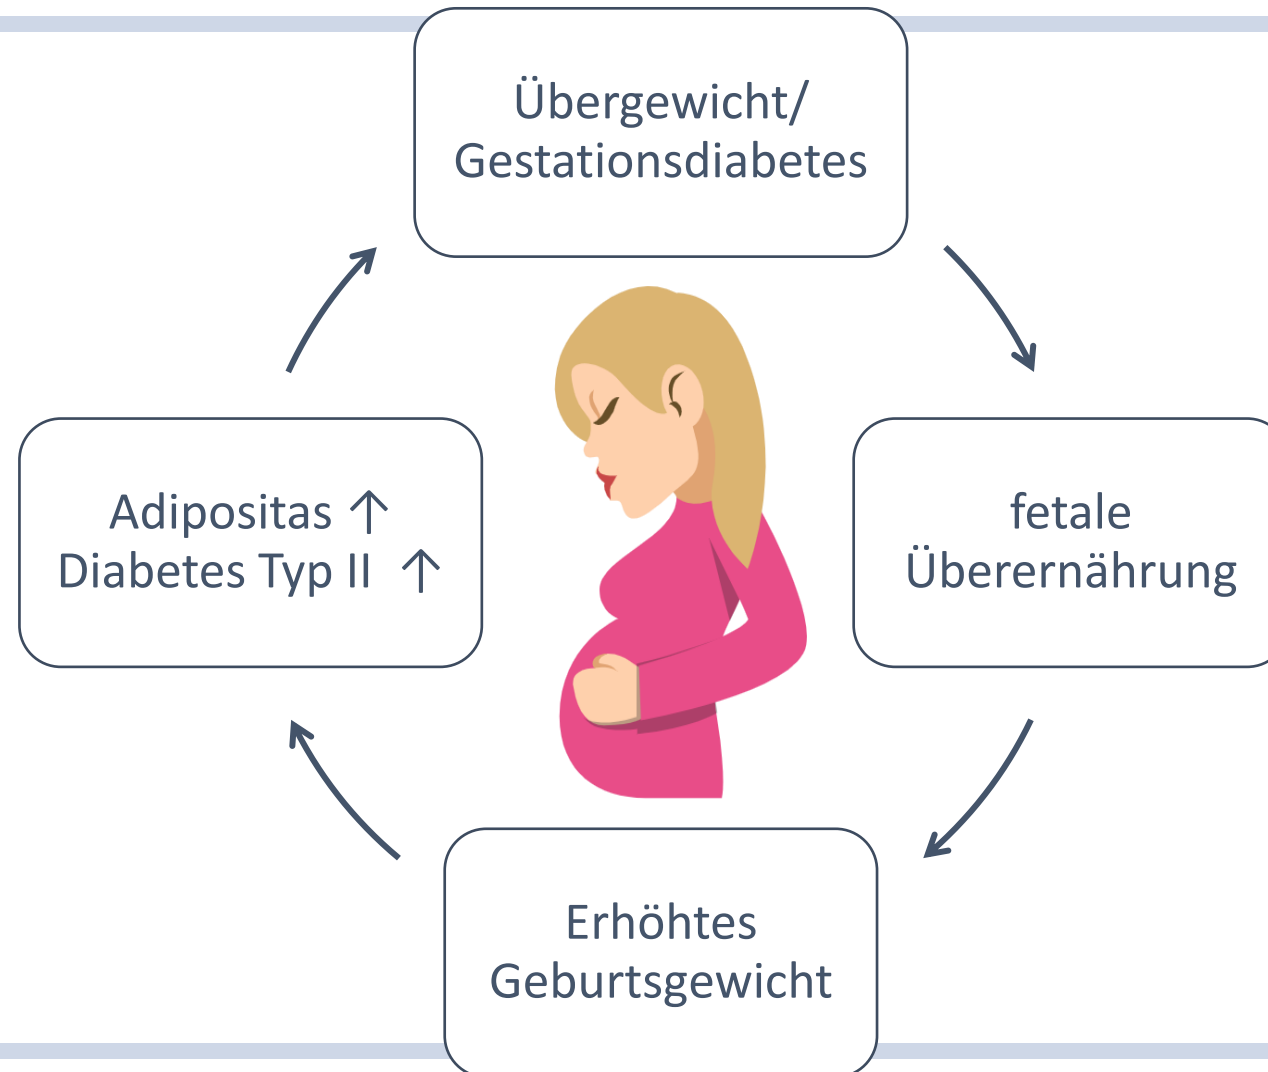 Übergewicht/
Gestationsdiabetes
fetale
Überernährung
Erhöhtes
Geburtsgewicht
Adipositas ↑
Diabetes Typ II ↑